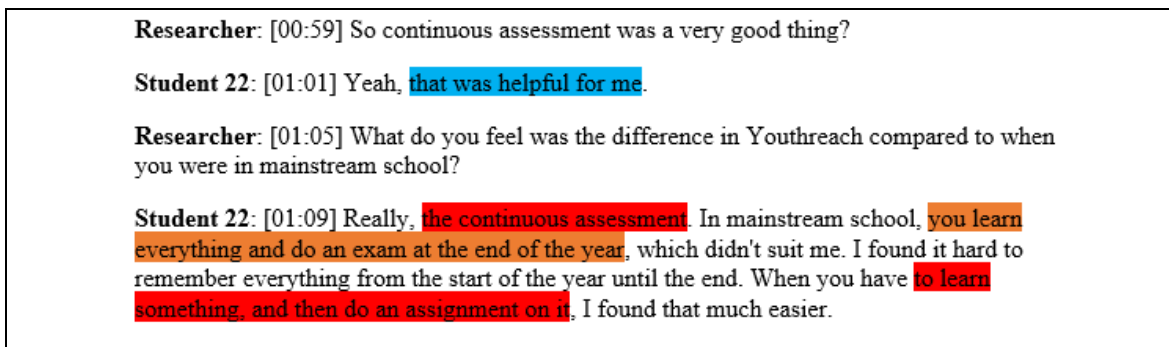 Researcher: [00:59] So continuous assessment was a very good thing?
Student 22: [01:01] Yeah, that was helpful for me.
Researcher: [01:05] What do you feel was the difference in Youthreach compared to when
you were in mainstream school?
Student 22: [01:09] Really, the continuous assessment. In mainstream school, you learn
everything and do an exam at the end of the year, which didn't suit me. I found it hard to
remember everything from the start of the year until the end. When you have to learn
something, and then do an assignment on it, I found that much easier.